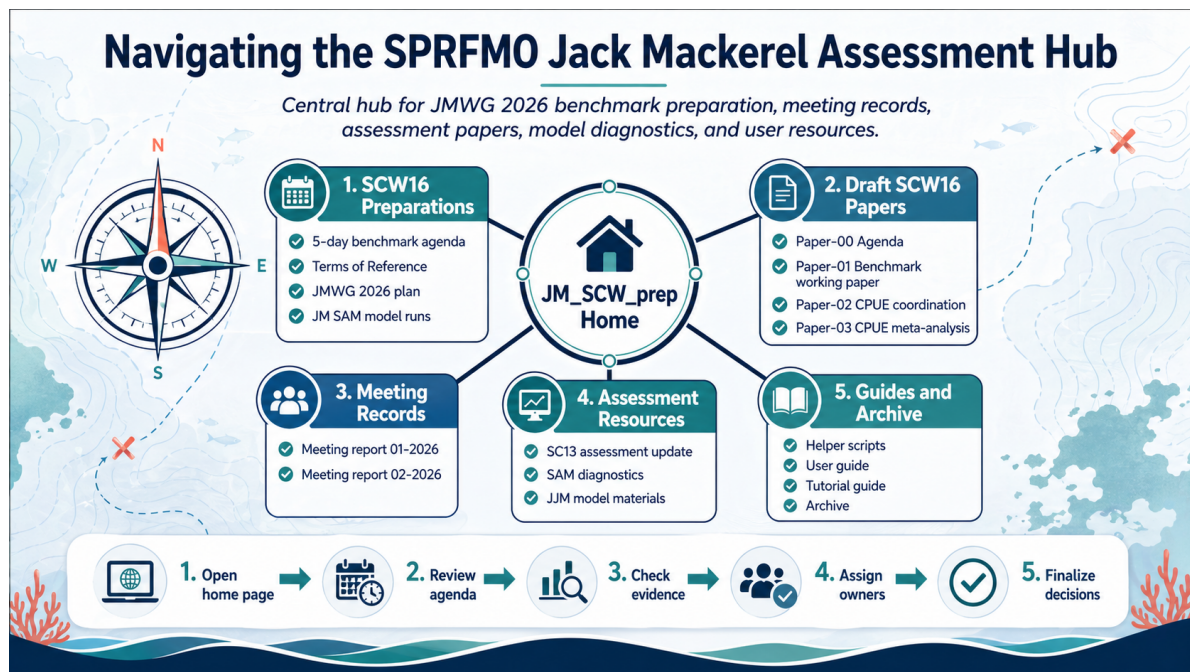 Navigating the SPRFMO Jack Mackerel Assessment Hub
Central hub for JMWG 2026 benchmark preparation, meeting records,
assessment papers, model diagnostics, and user resources.
N
W
E
S
1. SCW16
Preparations
5-day benchmark agenda
Terms of Reference
JMWG 2026 plan
JM SAM model runs
JM_SCW_prep
Home
2. Draft SCW16
Papers
Paper-00 Agenda
Paper-01 Benchmark
working paper
Paper-02 CPUE coordination
Paper-03 CPUE meta-analysis
3. Meeting
Records
Meeting report 01-2026
Meeting report 02-2026
4. Assessment
Resources
SC13 assessment update
SAM diagnostics
JJM model materials
5. Guides and
Archive
Helper scripts
User guide
Tutorial guide
Archive
1. Open
home page
2. Review
agenda
3. Check
evidence
4. Assign
owners
5. Finalize
decisions